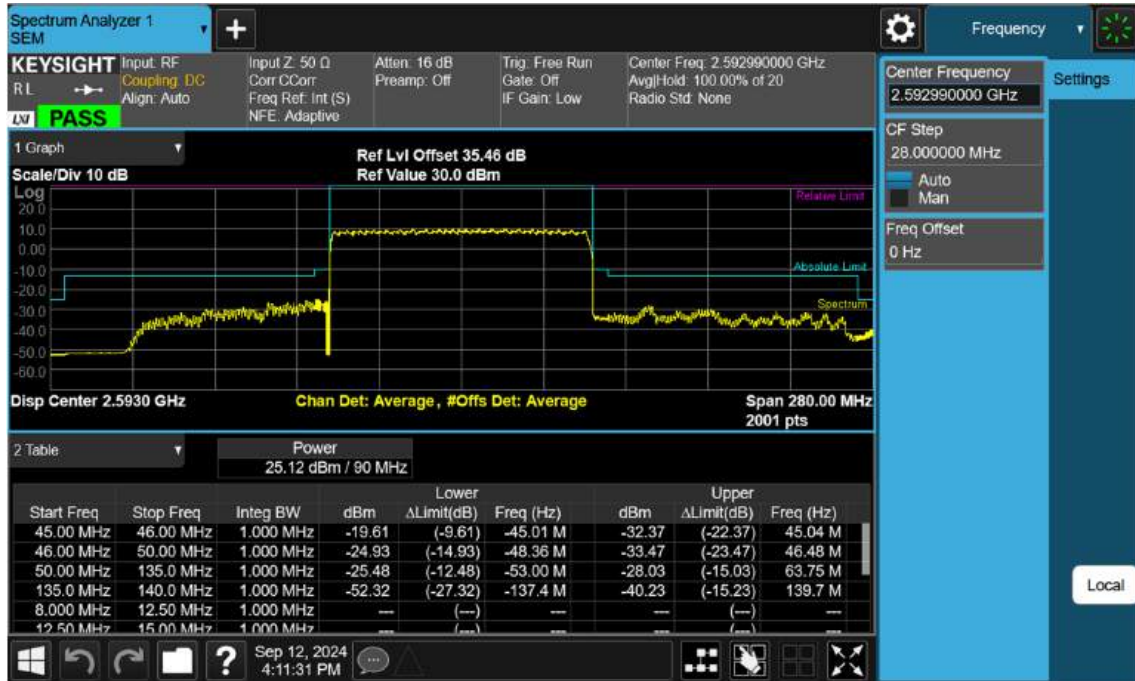 Spectrum Analyzer 1
SEM
+
Frequency
KEYSIGHT
RL
LXI
PASS
Input: RF
Coupling: DC
Align: Auto
Input Z: 50 Ω
Corr CCorr
Freq Ref: Int (S)
NFE: Adaptive
Atten: 16 dB
Preamp: Off
Trig: Free Run
Gate: Off
IF Gain: Low
Center Freq: 2.592990000 GHz
Avg|Hold: 100.00% of 20
Radio Std: None
Center Frequency
2.592990000 GHz
Settings
CF Step
28.000000 MHz
Auto
Man
Freq Offset
0 Hz
1 Graph
Ref Lvl Offset 35.46 dB
Scale/Div 10 dB
Ref Value 30.0 dBm
Log
Relative Limit
20.0
10.0
0.00
-10.0
Absolute Limit
-20.0
-30.0
Spectrum
-40.0
-50.0
-60.0
Disp Center 2.5930 GHz
Chan Det: Average, #Offs Det: Average
Span 280.00 MHz
2001 pts
2 Table
Power
25.12 dBm / 90 MHz
Lower Upper
Start Freq Stop Freq Integ BW dBm ΔLimit(dB) Freq (Hz) dBm ΔLimit(dB) Freq (Hz)
45.00 MHz 46.00 MHz 1.000 MHz -19.61 (-9.61) -45.01 M -32.37 (-22.37) 45.04 M
46.00 MHz 50.00 MHz 1.000 MHz -24.93 (-14.93) -48.36 M -33.47 (-23.47) 46.48 M
50.00 MHz 135.0 MHz 1.000 MHz -25.48 (-12.48) -53.00 M -28.03 (-15.03) 63.75 M
135.0 MHz 140.0 MHz 1.000 MHz -52.32 (-27.32) -137.4 M -40.23 (-15.23) 139.7 M
8.000 MHz 12.50 MHz 1.000 MHz --- (---) --- (---)
12.50 MHz 15.00 MHz 1.000 MHz --- (---) --- (---)
Local
?
Sep 12, 2024
4:11:31 PM